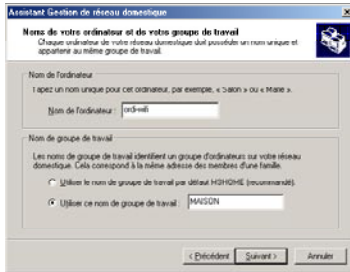 Assistant Gestion de réseau domestique
Noms de votre ordinateur et de votre groupe de travail
Chaque ordinateur de votre réseau domestique doit posséder un nom unique et
appartenir au même groupe de travail.
Nom de l'ordinateur
Tapez un nom unique pour cet ordinateur, par exemple, « Salon » ou « Marie ».
Nom de l'ordinateur : ordi-wifi
Nom de groupe de travail
Les noms de groupe de travail identifient un groupe d'ordinateurs sur votre réseau
domestique. Cela correspond à la même adresse des membres d'une famille.
Utiliser le nom de groupe de travail par défaut MSHOME (recommandé).
Utiliser ce nom de groupe de travail : MAISON
< Précédent Suivant > Annuler